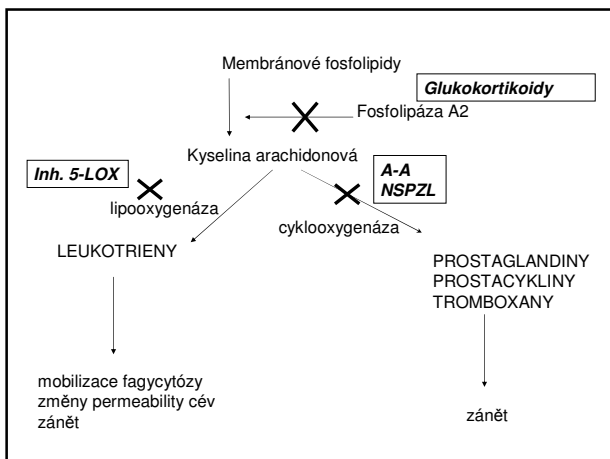 Membránové fosfolipidy
Glukokortikoidy
Fosfolipáza A2
Kyselina arachidonová
Inh. 5-LOX
A-A
NSPZL
lipooxygenáza
cyklooxygenáza
LEUKOTRIENY
PROSTAGLANDINY
PROSTACYKLINY
TROMBOXANY
mobilizace fagycytózy
změny permeability cév
zánět
zánět